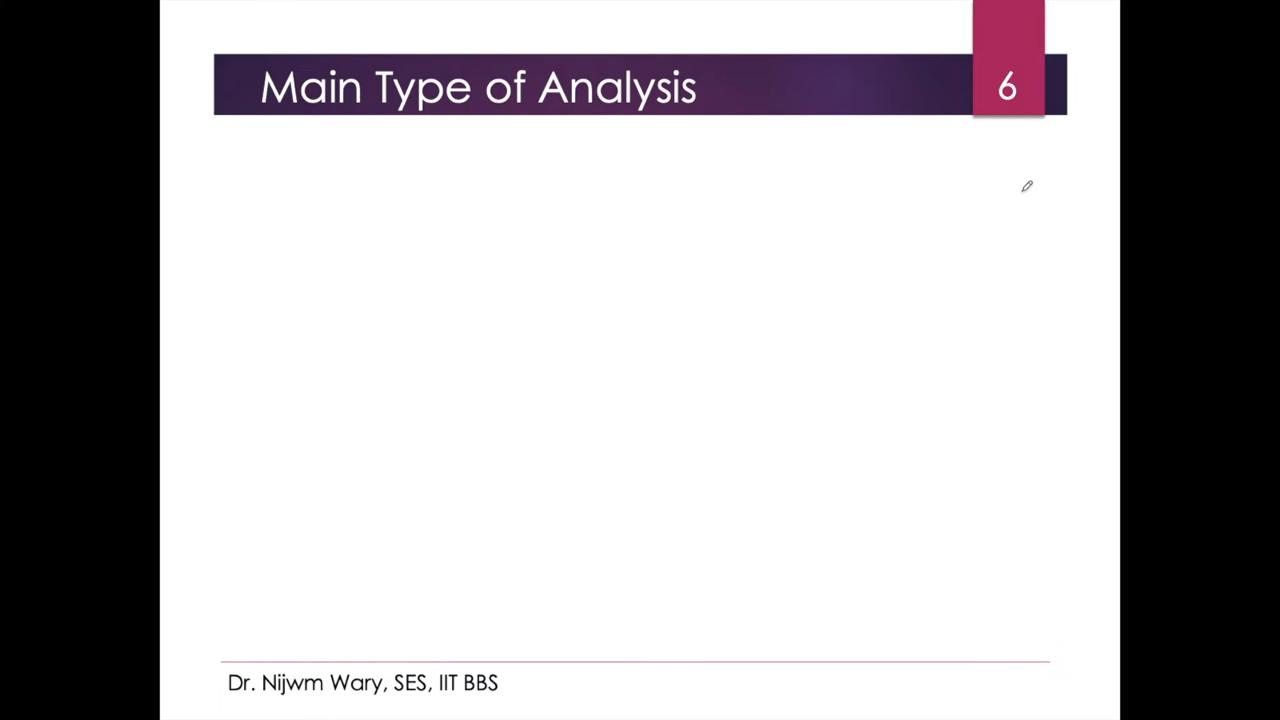 Main Type of Analysis
6
Dr. Nijwm Wary, SES, IIT BBS